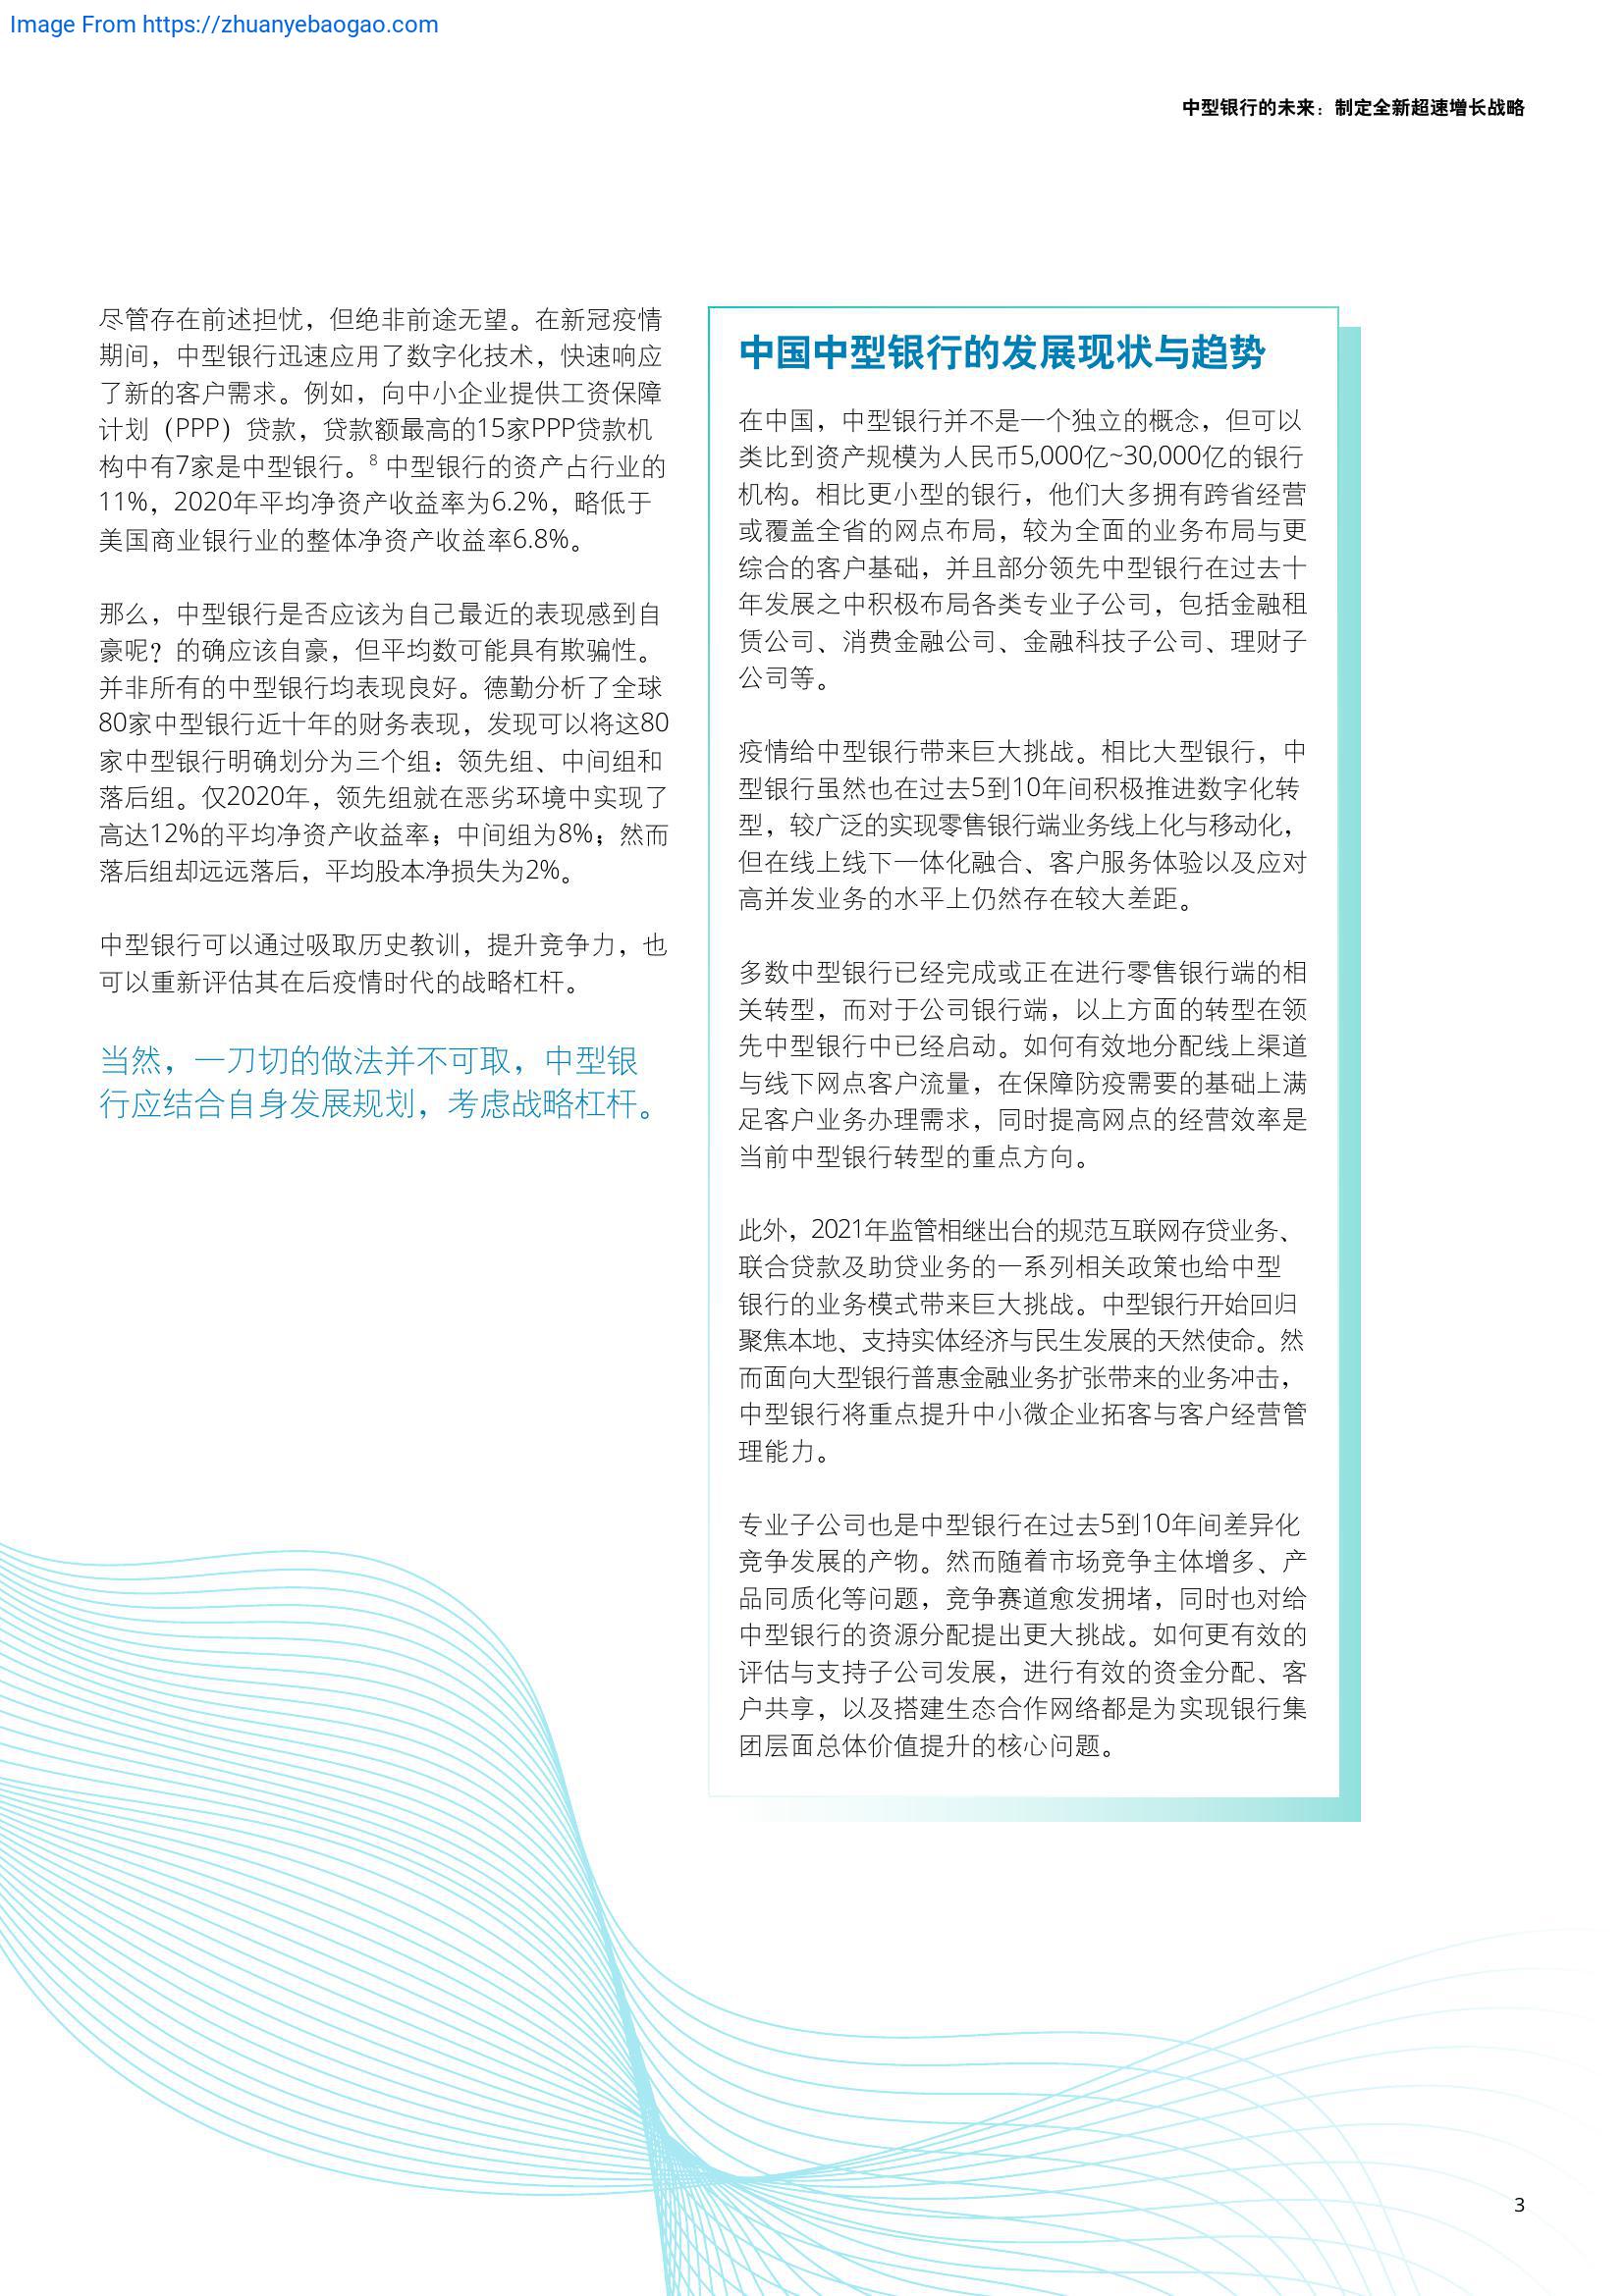 Image From https://zhuanyebaogao.com
中型银行的未来：制定全新超速增长战略
尽管存在前述担忧，但绝非前途无望。在新冠疫情
期间，中型银行迅速应用了数字化技术，快速响应
了新的客户需求。例如，向中小企业提供工资保障
计划（PPP）贷款，贷款额最高的15家PPP贷款机
构中有7家是中型银行。8 中型银行的资产占行业的
11%，2020年平均净资产收益率为6.2%，略低于
美国商业银行业的整体净资产收益率6.8%。
那么，中型银行是否应该为自己最近的表现感到自
豪呢？的确应该自豪，但平均数可能具有欺骗性。
并非所有的中型银行均表现良好。德勤分析了全球
80家中型银行近十年的财务表现，发现可以将这80
家中型银行明确划分为三个组：领先组、中间组和
落后组。仅2020年，领先组就在恶劣环境中实现了
高达12%的平均净资产收益率；中间组为8%；然而
落后组却远远落后，平均股本净损失为2%。
中型银行可以通过吸取历史教训，提升竞争力，也
可以重新评估其在后疫情时代的战略杠杆。
当然，一刀切的做法并不可取，中型银
行应结合自身发展规划，考虑战略杠杆。
中国中型银行的发展现状与趋势
在中国，中型银行并不是一个独立的概念，但可以
类比到资产规模为人民币5,000亿~30,000亿的银行
机构。相比更小型的银行，他们大多拥有跨省经营
或覆盖全省的网点布局，较为全面的业务布局与更
综合的客户基础，并且部分领先中型银行在过去十
年发展之中积极布局各类专业子公司，包括金融租
赁公司、消费金融公司、金融科技子公司、理财子
公司等。
疫情给中型银行带来巨大挑战。相比大型银行，中
型银行虽然也在过去5到10年间积极推进数字化转
型，较广泛的实现零售银行端业务线上化与移动化，
但在线上线下一体化融合、客户服务体验以及应对
高并发业务的水平上仍然存在较大差距。
多数中型银行已经完成或正在进行零售银行端的相
关转型，而对于公司银行端，以上方面的转型在领
先中型银行中已经启动。如何有效地分配线上渠道
与线下网点客户流量，在保障防疫需要的基础上满
足客户业务办理需求，同时提高网点的经营效率是
当前中型银行转型的重点方向。
此外，2021年监管相继出台的规范互联网存贷业务、
联合贷款及助贷业务的一系列相关政策也给中型
银行的业务模式带来巨大挑战。中型银行开始回归
聚焦本地、支持实体经济与民生发展的天然使命。然
而面向大型银行普惠金融业务扩张带来的业务冲击，
中型银行将重点提升中小微企业拓客与客户经营管
理能力。
专业子公司也是中型银行在过去5到10年间差异化
竞争发展的产物。然而随着市场竞争主体增多、产
品同质化等问题，竞争赛道愈发拥堵，同时也对给
中型银行的资源分配提出更大挑战。如何更有效的
评估与支持子公司发展，进行有效的资金分配、客
户共享，以及搭建生态合作网络都是为实现银行集
团层面总体价值提升的核心问题。
3